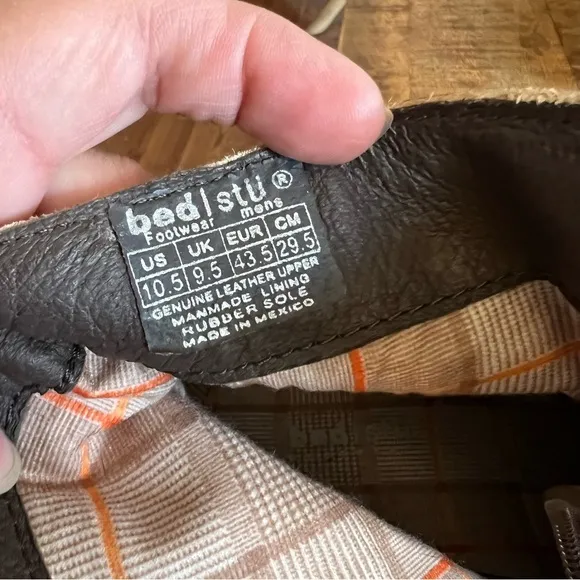 bed|stü®
Footwear mens
US UK EUR CM
10.5 9.5 43.5 29.5
GENUINE LEATHER UPPER
MANMADE LINING
RUBBER SOLE
MADE IN MEXICO